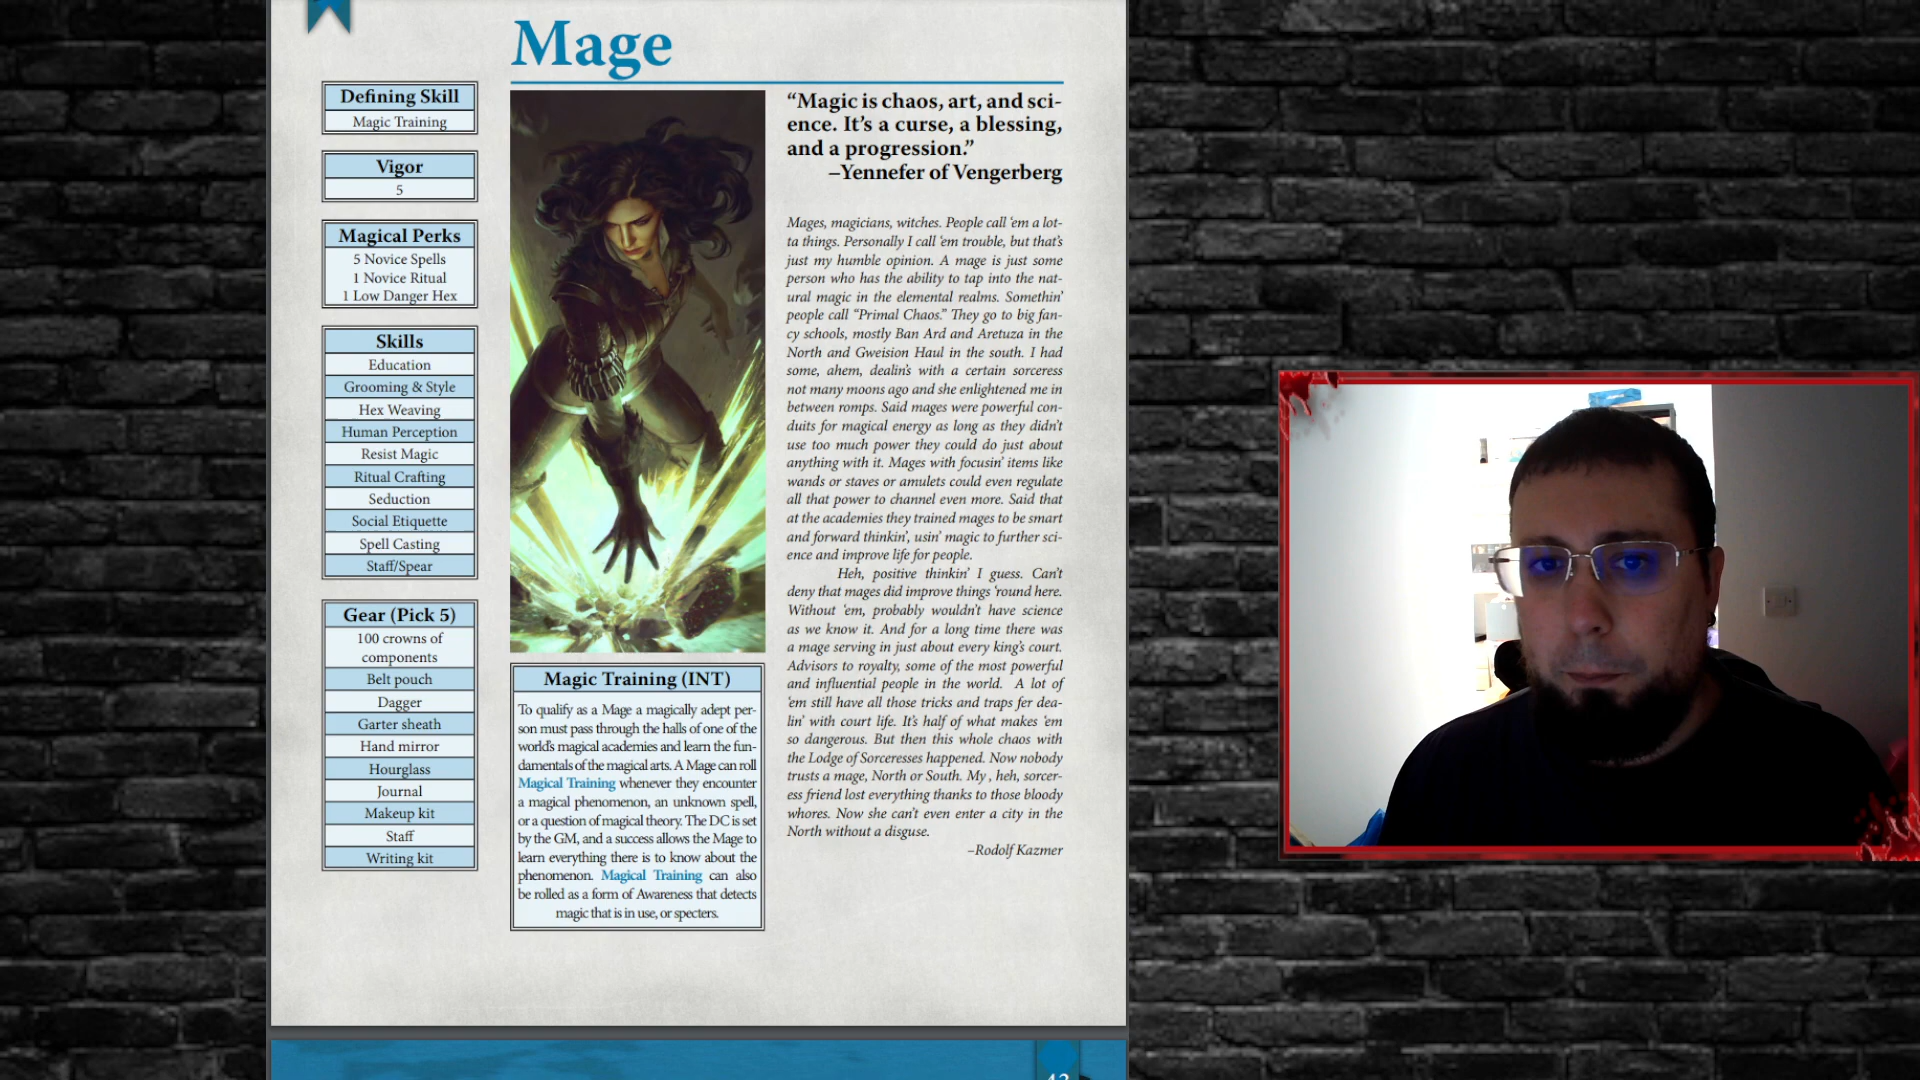 Mage
Defining Skill
Magic Training
Vigor
5
Magical Perks
5 Novice Spells
1 Novice Ritual
1 Low Danger Hex
Skills
Education
Grooming & Style
Hex Weaving
Human Perception
Resist Magic
Ritual Crafting
Seduction
Social Etiquette
Spell Casting
Staff/Spear
Gear (Pick 5)
100 crowns of
components
Belt pouch
Dagger
Garter sheath
Hand mirror
Hourglass
Journal
Makeup kit
Staff
Writing kit
Magic Training (INT)
To qualify as a Mage a magically adept per-
son must pass through the halls of one of the
world's magical academies and learn the fun-
damentals of the magical arts. A Mage can roll
Magical Training whenever they encounter
a magical phenomenon, an unknown spell,
or a question of magical theory. The DC is set
by the GM, and a success allows the Mage to
learn everything there is to know about the
phenomenon. Magical Training can also
be rolled as a form of Awareness that detects
magic that is in use, or specters.
“Magic is chaos, art, and sci-
ence. It’s a curse, a blessing,
and a progression.”
–Yennefer of Vengerberg
Mages, magicians, witches. People call ‘em a lot-
ta things. Personally I call ‘em trouble, but that’s
just my humble opinion. A mage is just some
person who has the ability to tap into the nat-
ural magic in the elemental realms. Somethin’
people call “Primal Chaos.” They go to big fan-
cy schools, mostly Ban Ard and Aretuza in the
North and Gweision Haul in the south. I had
some, ahem, dealin’s with a certain sorceress
not many moons ago and she enlightened me in
between romps. Said mages were powerful con-
duits for magical energy as long as they didn’t
use too much power they could do just about
anything with it. Mages with focusin’ items like
wands or staves or amulets could even regulate
all that power to channel even more. Said that
at the academies they trained mages to be smart
and forward thinkin’, usin’ magic to further sci-
ence and improve life for people.
Heh, positive thinkin’ I guess. Can’t
deny that mages did improve things ‘round here.
Without ‘em, probably wouldn’t have science
as we know it. And for a long time there was
a mage serving in just about every king’s court.
Advisors to royalty, some of the most powerful
and influential people in the world. A lot of
‘em still have all those tricks and traps fer dea-
lin’ with court life. It’s half of what makes ‘em
so dangerous. But then this whole chaos with
the Lodge of Sorceresses happened. Now nobody
trusts a mage, North or South. My , heh, sorcer-
ess friend lost everything thanks to those bloody
whores. Now she can’t even enter a city in the
North without a disguse.
–Rodolf Kazmer